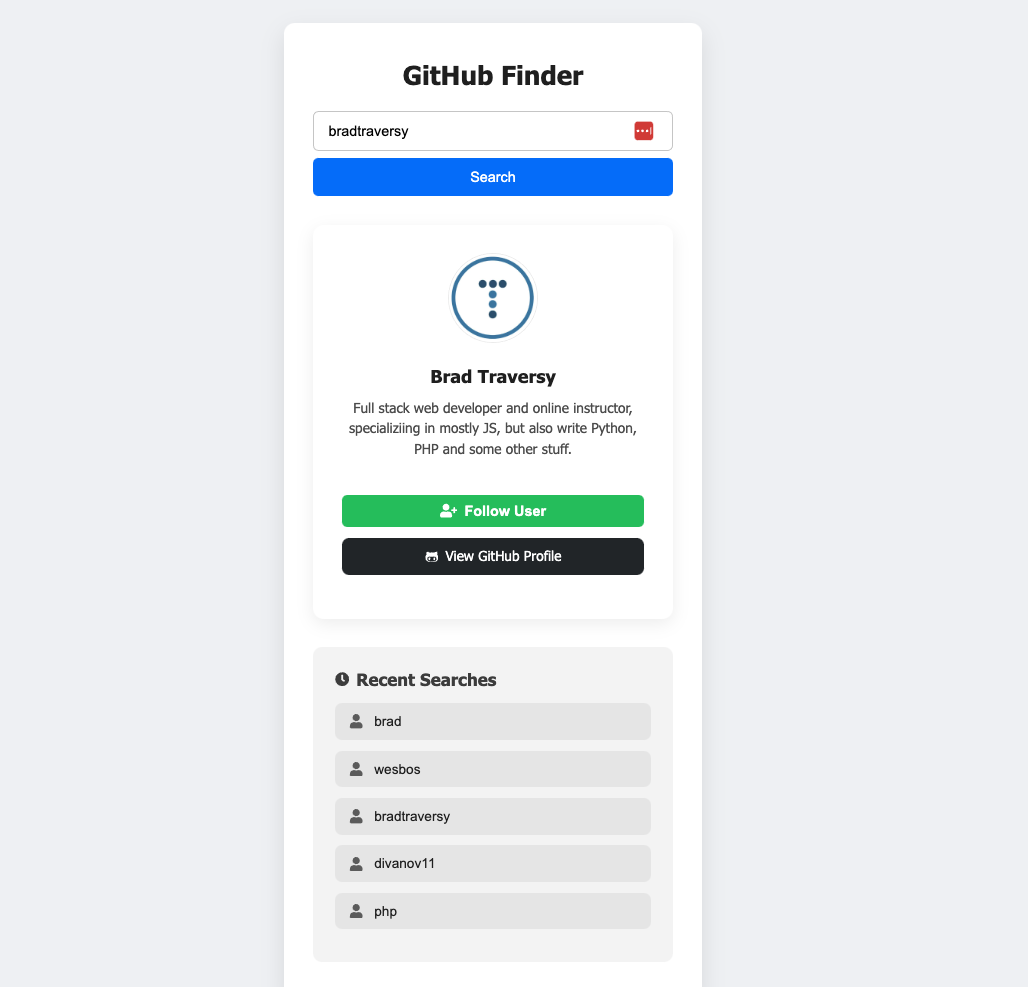 GitHub Finder
bradtraversy
Search
Brad Traversy
Full stack web developer and online instructor,
specializiing in mostly JS, but also write Python,
PHP and some other stuff.
Follow User
View GitHub Profile
Recent Searches
brad
wesbos
bradtraversy
divanov11
php